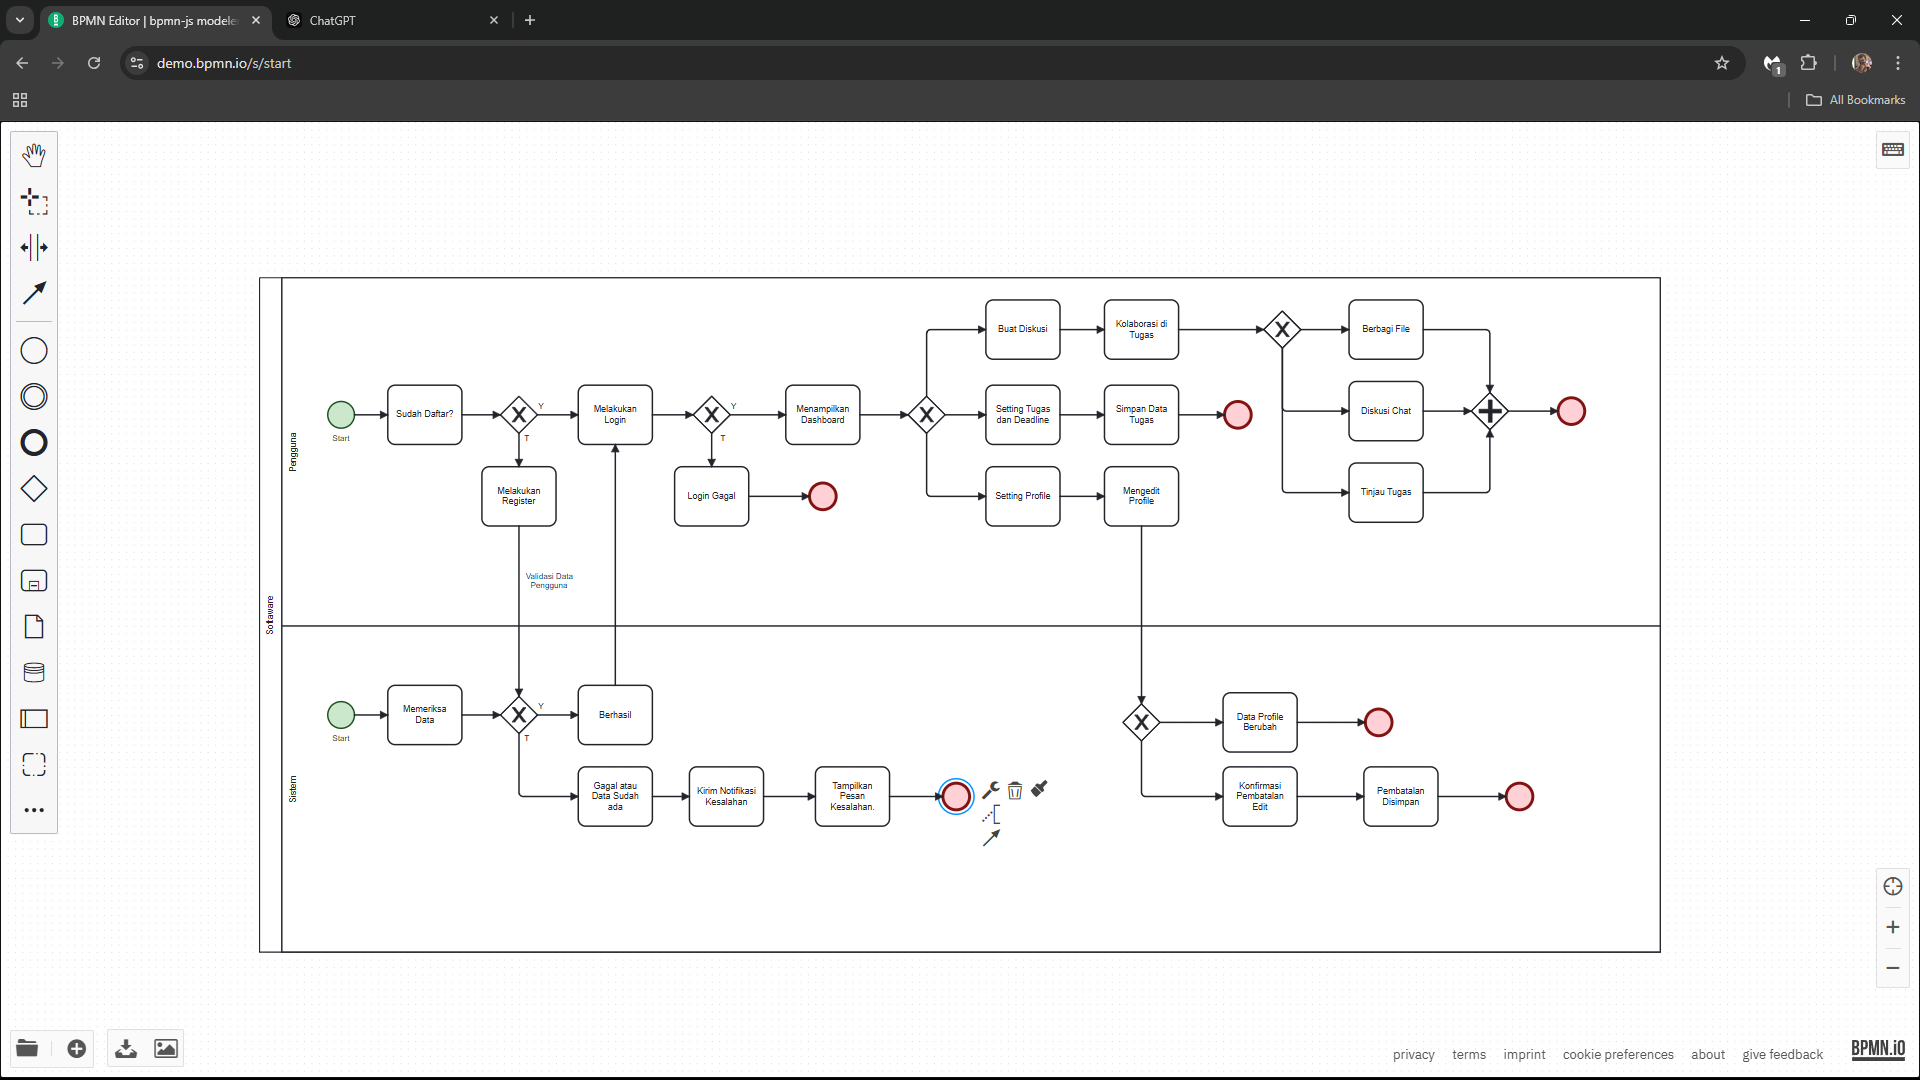 BPMN Editor | bpmn-js modele
ChatGPT
demo.bpmn.io/s/start
1
All Bookmarks
Buat Diskusi
Kolaborasi di
Tugas
Berbagi File
Sudah Daftar?
Y
Melakukan
Login
Y
Menampilkan
Dashboard
Setting Tugas
dan Deadline
Simpan Data
Tugas
Diskusi Chat
Start
T
T
Pengguna
Melakukan
Register
Login Gagal
Setting Profile
Mengedit
Profile
Tinjau Tugas
Validasi Data
Pengguna
Softaware
Memeriksa
Data
Y
Berhasil
Data Profile
Berubah
Start
T
Sistem
Gagal atau
Data Sudah
ada
Kirim Notifikasi
Kesalahan
Tampilkan
Pesan
Kesalahan.
Konfirmasi
Pembatalan
Edit
Pembatalan
Disimpan
privacy
terms
imprint
cookie preferences
about
give feedback
BPMN.iO